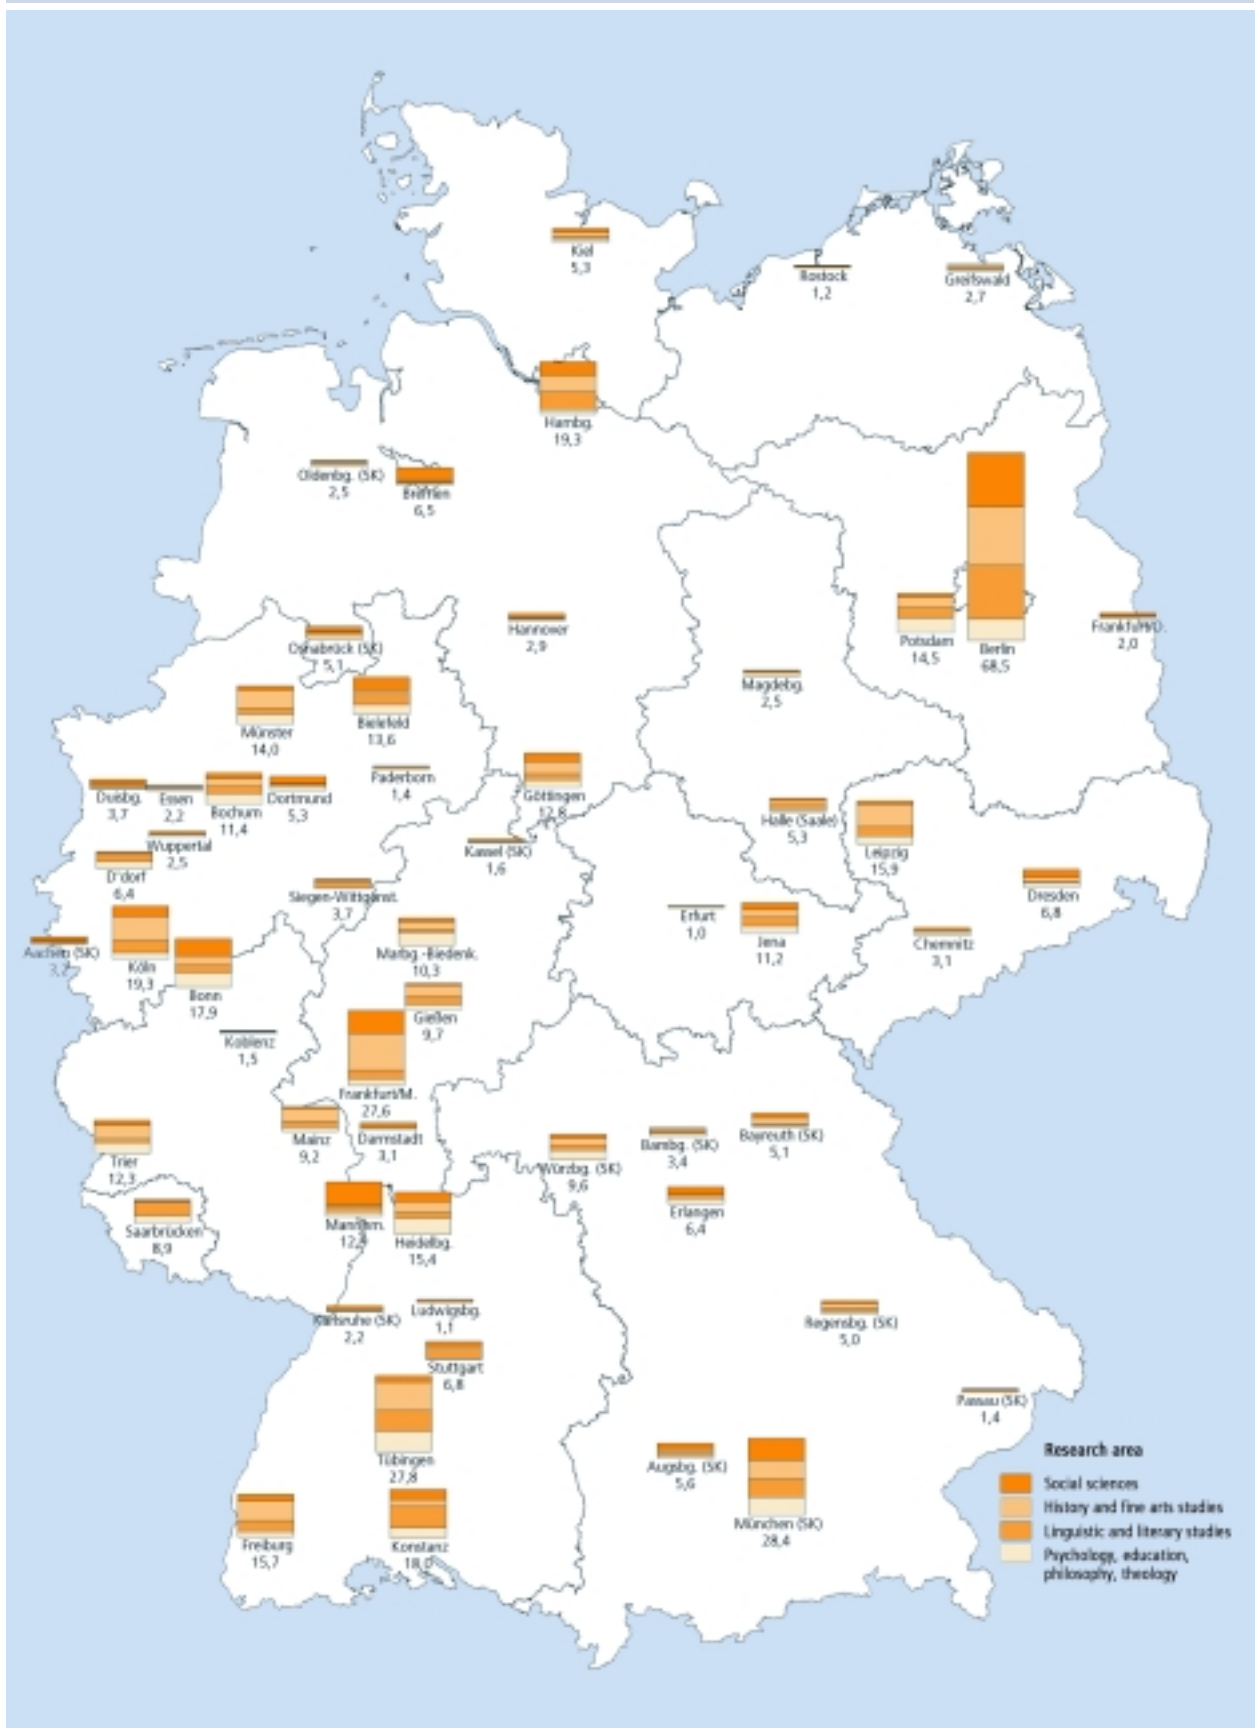 Kiel
5,3
Rostock
1,2
Greifswald
2,7
Hambg.
19,3
Oldenbg. (SK)
2,5
Bremen
6,5
Hannover
2,9
Osnabrück (SK)
5,1
Potsdam
14,5
Berlin
68,5
Frankfurt/O.
2,0
Magdebg.
2,5
Münster
14,0
Bielefeld
13,6
Paderborn
1,4
Göttingen
12,8
Duisbg.
3,7
Essen
2,2
Bochum
11,4
Dortmund
5,3
Wuppertal
2,5
D'dorf
6,4
Kassel (SK)
1,6
Halle (Saale)
5,3
Leipzig
15,9
Dresden
6,8
Siegen-Wittgenst.
3,7
Aachen (SK)
Köln
19,3
Bonn
17,9
Marbg.-Biedenk.
10,3
Erfurt
1,0
Jena
11,2
Chemnitz
3,1
Gießen
9,7
Koblenz
1,5
Frankfurt/M.
27,6
Mainz
9,2
Darmstadt
3,1
Trier
12,3
Würzbg. (SK)
9,6
Bambg. (SK)
3,4
Bayreuth (SK)
5,1
Saarbrücken
8,9
Mannhm.
Heidelbg.
15,4
Erlangen
6,4
Karlsruhe (SK)
2,2
Ludwigsbg.
1,1
Stuttgart
6,8
Regensbg. (SK)
5,0
Tübingen
27,8
Passau (SK)
1,4
Augsbg. (SK)
5,6
München (SK)
28,4
Freiburg
15,7
Konstanz
18,0
Research area
Social sciences
History and fine arts studies
Linguistic and literary studies
Psychology, education,
philosophy, theology